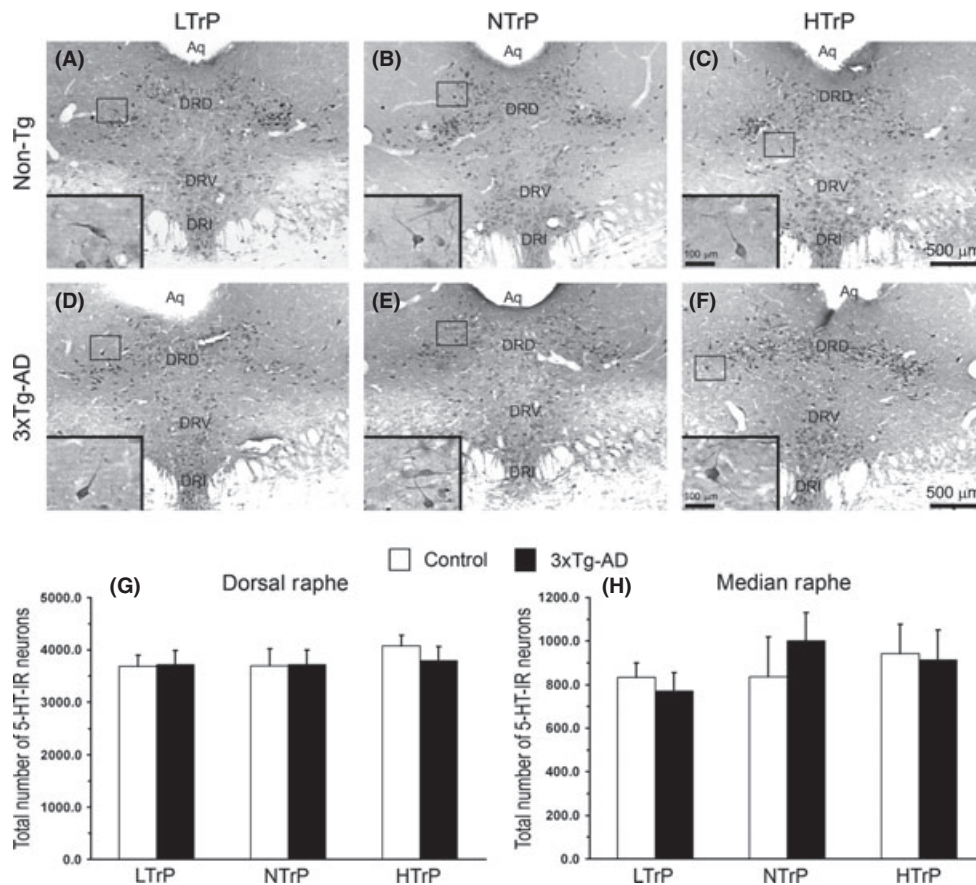 LTrP NTrP HTrP
Non-Tg
(A) Aq DRD DRV DRI
(B) Aq DRD DRV DRI
(C) Aq DRD DRV DRI 100 μm 500 μm
3xTg-AD
(D) Aq DRD DRV DRI
(E) Aq DRD DRV DRI
(F) Aq DRD DRV DRI 100 μm 500 μm
Control 3xTg-AD
(G) Dorsal raphe
Total number of 5-HT-IR neurons
5000.0
4000.0
3000.0
2000.0
1000.0
0.0
LTrP NTrP HTrP
(H) Median raphe
Total number of 5-HT-IR neurons
1200.0
1000.0
800.0
600.0
400.0
200.0
0.0
LTrP NTrP HTrP